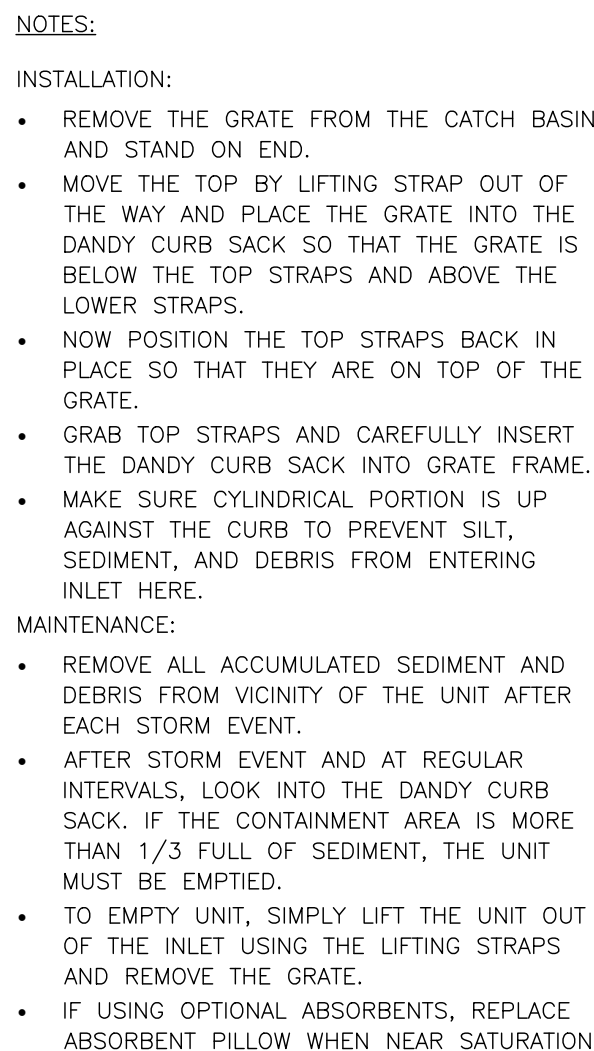 NOTES:
INSTALLATION:
• REMOVE THE GRATE FROM THE CATCH BASIN
AND STAND ON END.
• MOVE THE TOP BY LIFTING STRAP OUT OF
THE WAY AND PLACE THE GRATE INTO THE
DANDY CURB SACK SO THAT THE GRATE IS
BELOW THE TOP STRAPS AND ABOVE THE
LOWER STRAPS.
• NOW POSITION THE TOP STRAPS BACK IN
PLACE SO THAT THEY ARE ON TOP OF THE
GRATE.
• GRAB TOP STRAPS AND CAREFULLY INSERT
THE DANDY CURB SACK INTO GRATE FRAME.
• MAKE SURE CYLINDRICAL PORTION IS UP
AGAINST THE CURB TO PREVENT SILT,
SEDIMENT, AND DEBRIS FROM ENTERING
INLET HERE.
MAINTENANCE:
• REMOVE ALL ACCUMULATED SEDIMENT AND
DEBRIS FROM VICINITY OF THE UNIT AFTER
EACH STORM EVENT.
• AFTER STORM EVENT AND AT REGULAR
INTERVALS, LOOK INTO THE DANDY CURB
SACK. IF THE CONTAINMENT AREA IS MORE
THAN 1/3 FULL OF SEDIMENT, THE UNIT
MUST BE EMPTIED.
• TO EMPTY UNIT, SIMPLY LIFT THE UNIT OUT
OF THE INLET USING THE LIFTING STRAPS
AND REMOVE THE GRATE.
• IF USING OPTIONAL ABSORBENTS, REPLACE
ABSORBENT PILLOW WHEN NEAR SATURATION